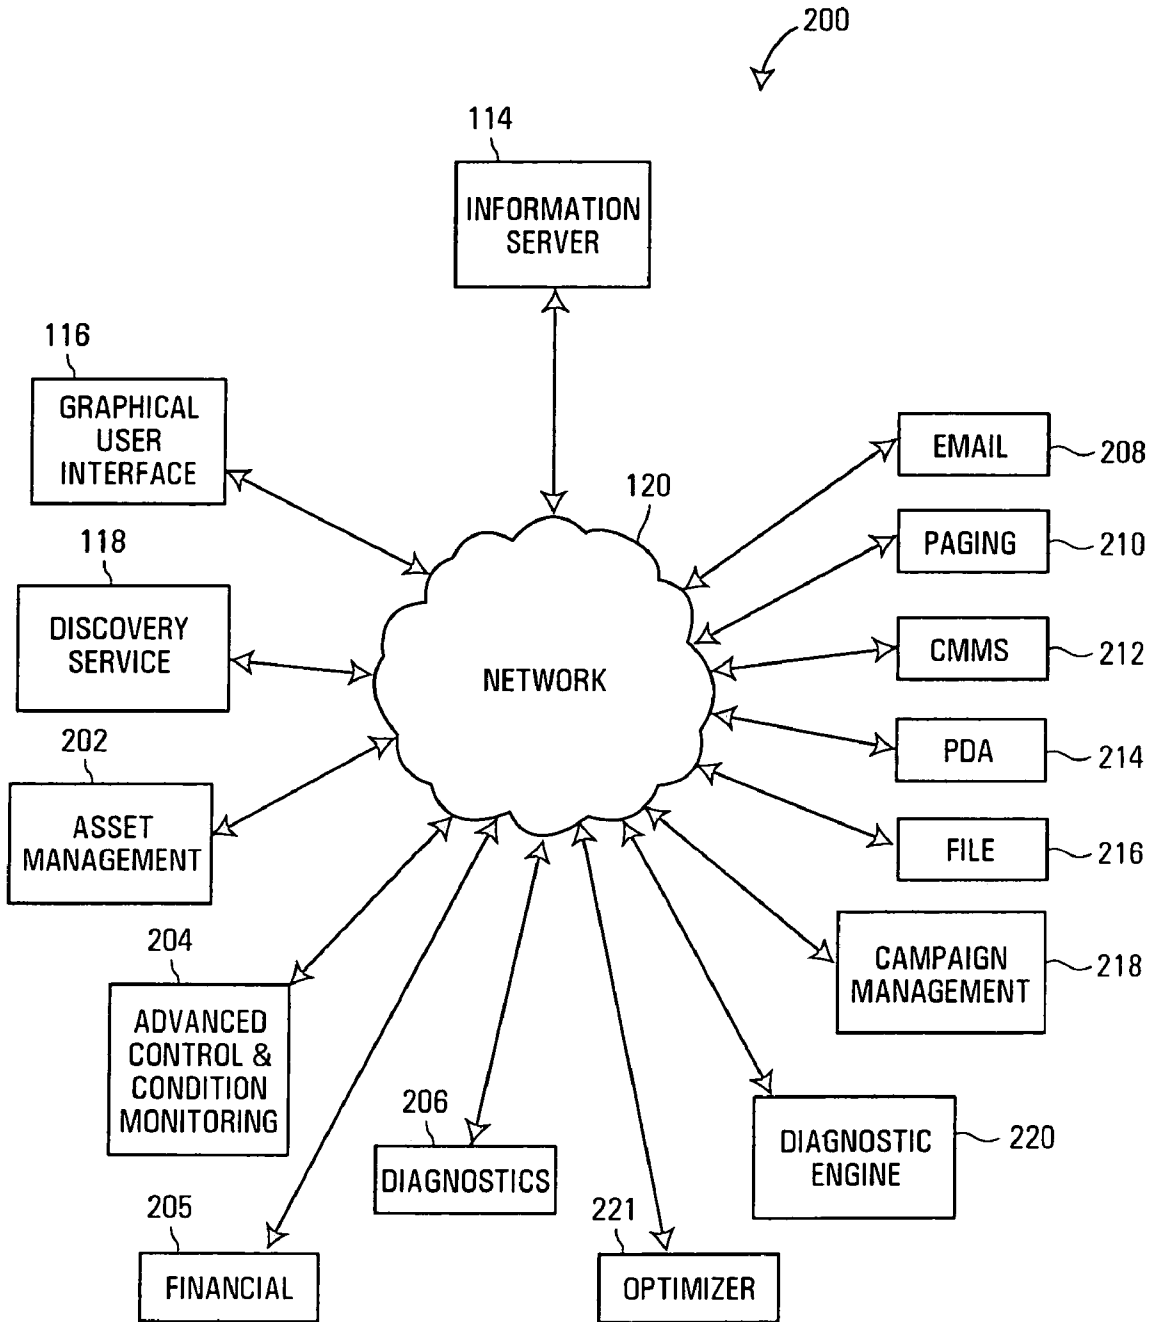 200
114
INFORMATION
SERVER
116
GRAPHICAL
USER
INTERFACE
118
DISCOVERY
SERVICE
202
ASSET
MANAGEMENT
204
ADVANCED
CONTROL &
CONDITION
MONITORING
205
FINANCIAL
206
DIAGNOSTICS
221
OPTIMIZER
120
NETWORK
EMAIL
208
PAGING
210
CMMS
212
PDA
214
FILE
216
CAMPAIGN
MANAGEMENT
218
DIAGNOSTIC
ENGINE
220